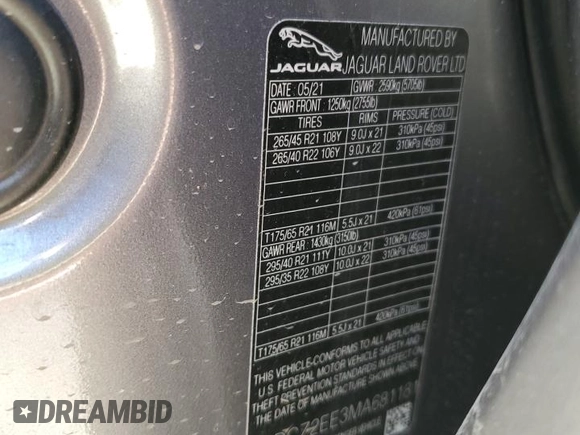 JAGUAR
MANUFACTURED BY
JAGUAR LAND ROVER LTD
DATE : 05/21 GVWR : 2590kg (5705lb)
GAWR FRONT : 1250kg (2755lb)
TIRES RIMS PRESSURE (COLD)
265/45 R21 108Y 9.0J x 21 310kPa (45psi)
265/40 R22 106Y 9.0J x 22 310kPa (45psi)
T175/65 R21 116M 5.5J x 21 420kPa (61psi)
GAWR REAR : 1430kg (3150lb)
295/40 R21 111Y 10.0J x 21 310kPa (45psi)
295/35 R22 108Y 10.0J x 22 310kPa (45psi)
T175/65 R21 116M 5.5J x 21 420kPa (61psi)
THIS VEHICLE CONFORMS TO ALL APPLICABLE
U. S. FEDERAL MOTOR VEHICLE SAFETY AND
THEFT PREVENTION STANDARDS IN EFFECT ON
THE DATE OF MANUFACTURE SHOWN ABOVE
DIECAST DROPOUT